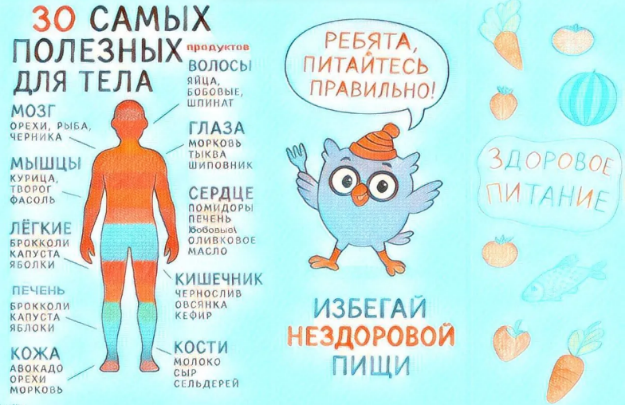 30 САМЫХ
ПОЛЕЗНЫХ продуктов
ДЛЯ ТЕЛА
МОЗГ
ОРЕХИ, РЫБА,
ЧЕРНИКА
МЫШЦЫ
КУРИЦА,
ТВОРОГ
ФАСОЛЬ
ЛЁГКИЕ
БРОККОЛИ
КАПУСТА
ЯБОЛКИ
ПЕЧЕНЬ
БРОККОЛИ
КАПУСТА
ЯБЛОКИ
КОЖА
АВОКАДО
ОРЕХИ
МОРКОВЬ
ВОЛОСЫ
ЯЙЦА,
БОБОВЫЕ,
ШПИНАТ
ГЛАЗА
МОРКОВЬ
ТЫКВА
ШИПОВНИК
СЕРДЦЕ
ПОМИДОРЫ
ПЕЧЕНЬ
бобовый
ОЛИВКОВОЕ
МАСЛО
КИШЕЧНИК
ЧЕРНОСЛИВ
ОВСЯНКА
КЕФИР
КОСТИ
МОЛОКО
СЫР
СЕЛЬДЕРЕЙ
РЕБЯТА,
ПИТАЙТЕСЬ
ПРАВИЛЬНО!
ИЗБЕГАЙ
НЕЗДОРОВОЙ
ПИЩИ
ЗДОРОВОЕ
ПИТАНИЕ